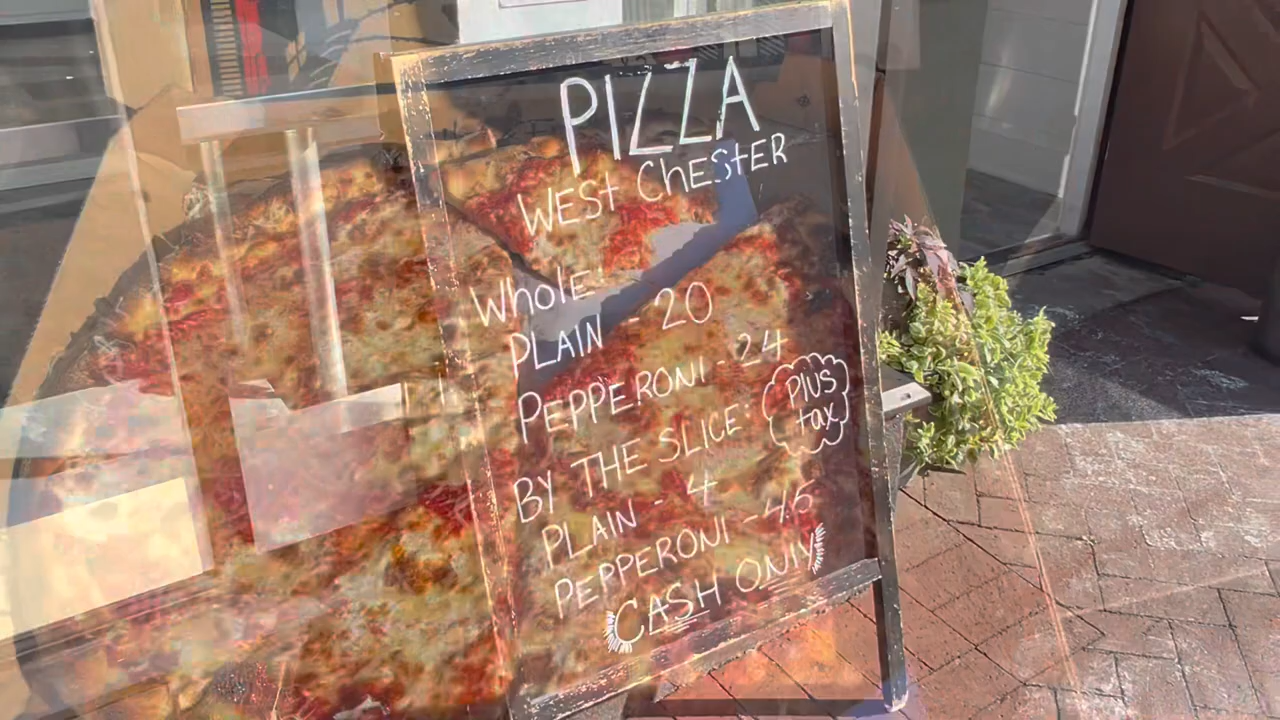 PIZZA
WEST CHESTER
Whole:
PLAIN - 20
PEPPERONI - 24
BY THE SLICE:
Plus
tax
PLAIN - 4
PEPPERONI - 4.5
CASH ONLY